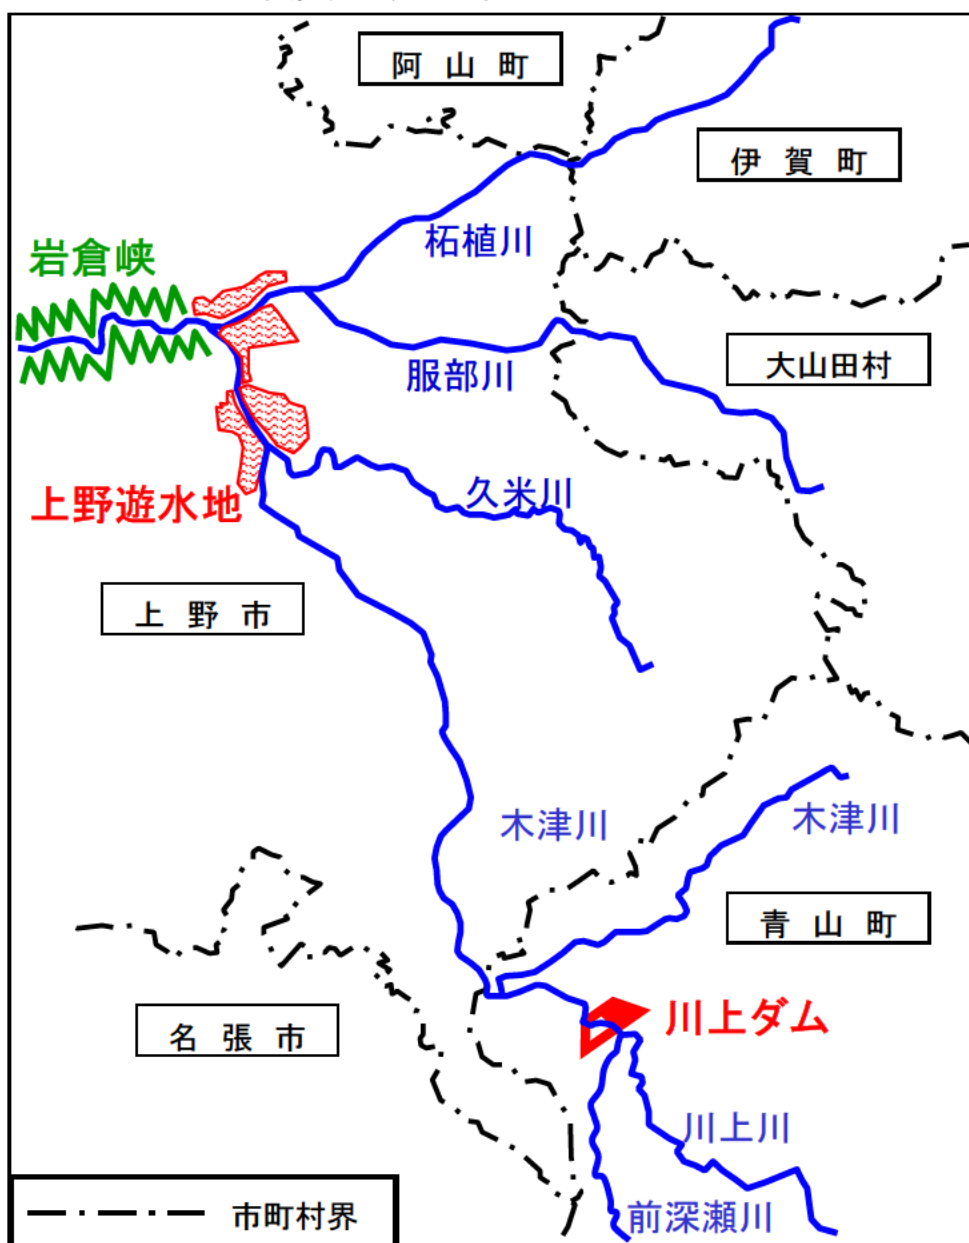 阿山町
伊賀町
柘植川
岩倉峡
服部川
大山田村
久米川
上野遊水地
上野市
木津川
木津川
青山町
川上ダム
名張市
川上川
前深瀬川
市町村界